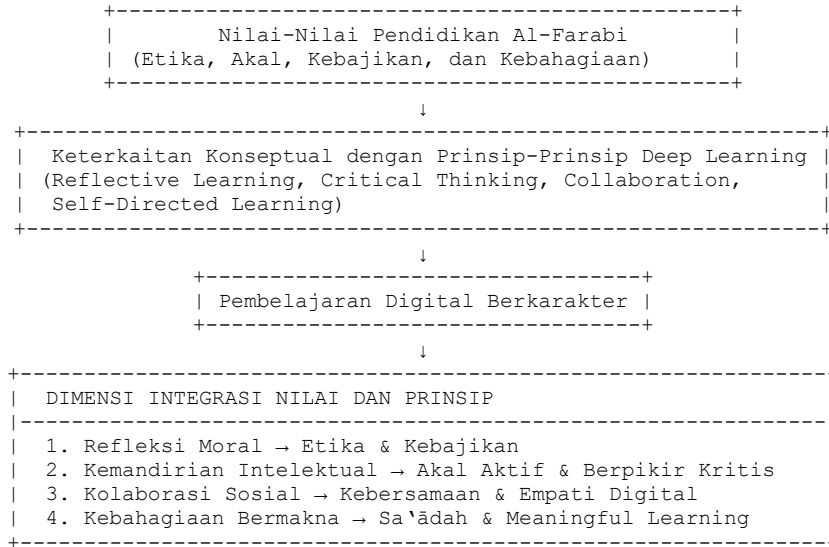 Nilai-Nilai Pendidikan Al-Farabi
(Etika, Akal, Kebajikan, dan Kebahagiaan)
↓
Keterkaitan Konseptual dengan Prinsip-Prinsip Deep Learning
(Reflective Learning, Critical Thinking, Collaboration,
Self-Directed Learning)
↓
Pembelajaran Digital Berkarakter
↓
DIMENSI INTEGRASI NILAI DAN PRINSIP
1. Refleksi Moral → Etika & Kebajikan
2. Kemandirian Intelektual → Akal Aktif & Berpikir Kritis
3. Kolaborasi Sosial → Kebersamaan & Empati Digital
4. Kebahagiaan Bermakna → Sa‘ādah & Meaningful Learning